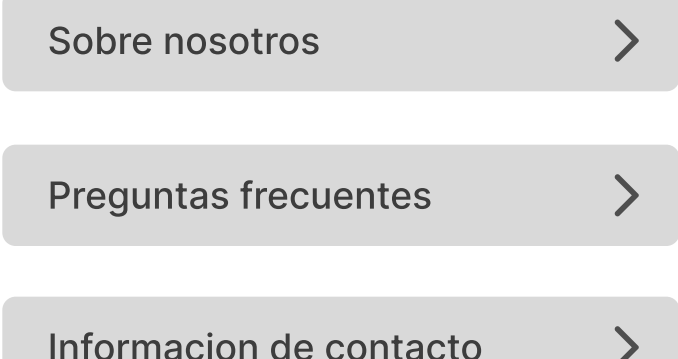 Sobre nosotros
Preguntas frecuentes
Informacion de contacto